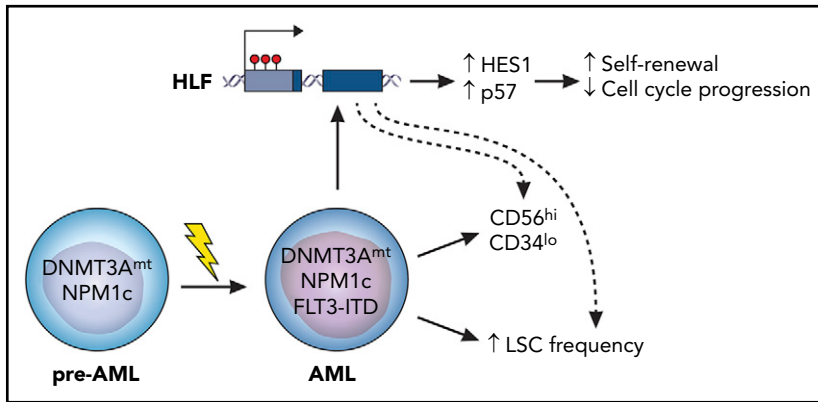 HLF
↑ HES1
↑ p57
↑ Self-renewal
↓ Cell cycle progression
DNMT3Aᵐᵗ
NPM1c
pre-AML
DNMT3Aᵐᵗ
NPM1c
FLT3-ITD
AML
CD56ʰⁱ
CD34ˡᵒ
↑ LSC frequency